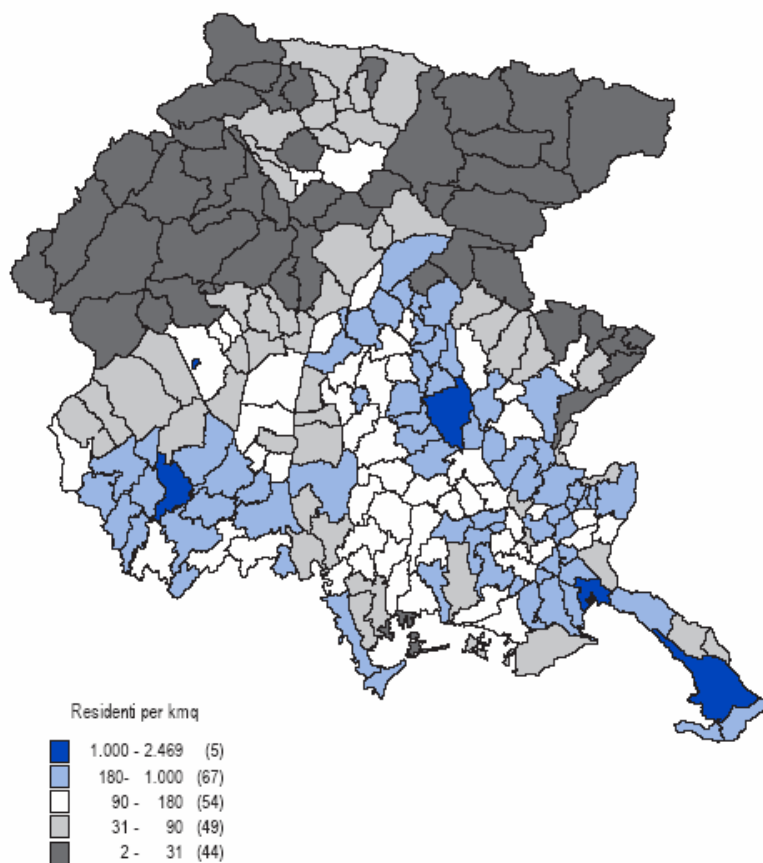 Residenti per kmq
1.000 - 2.469 (5)
180- 1.000 (67)
90 - 180 (54)
31 - 90 (49)
2 - 31 (44)